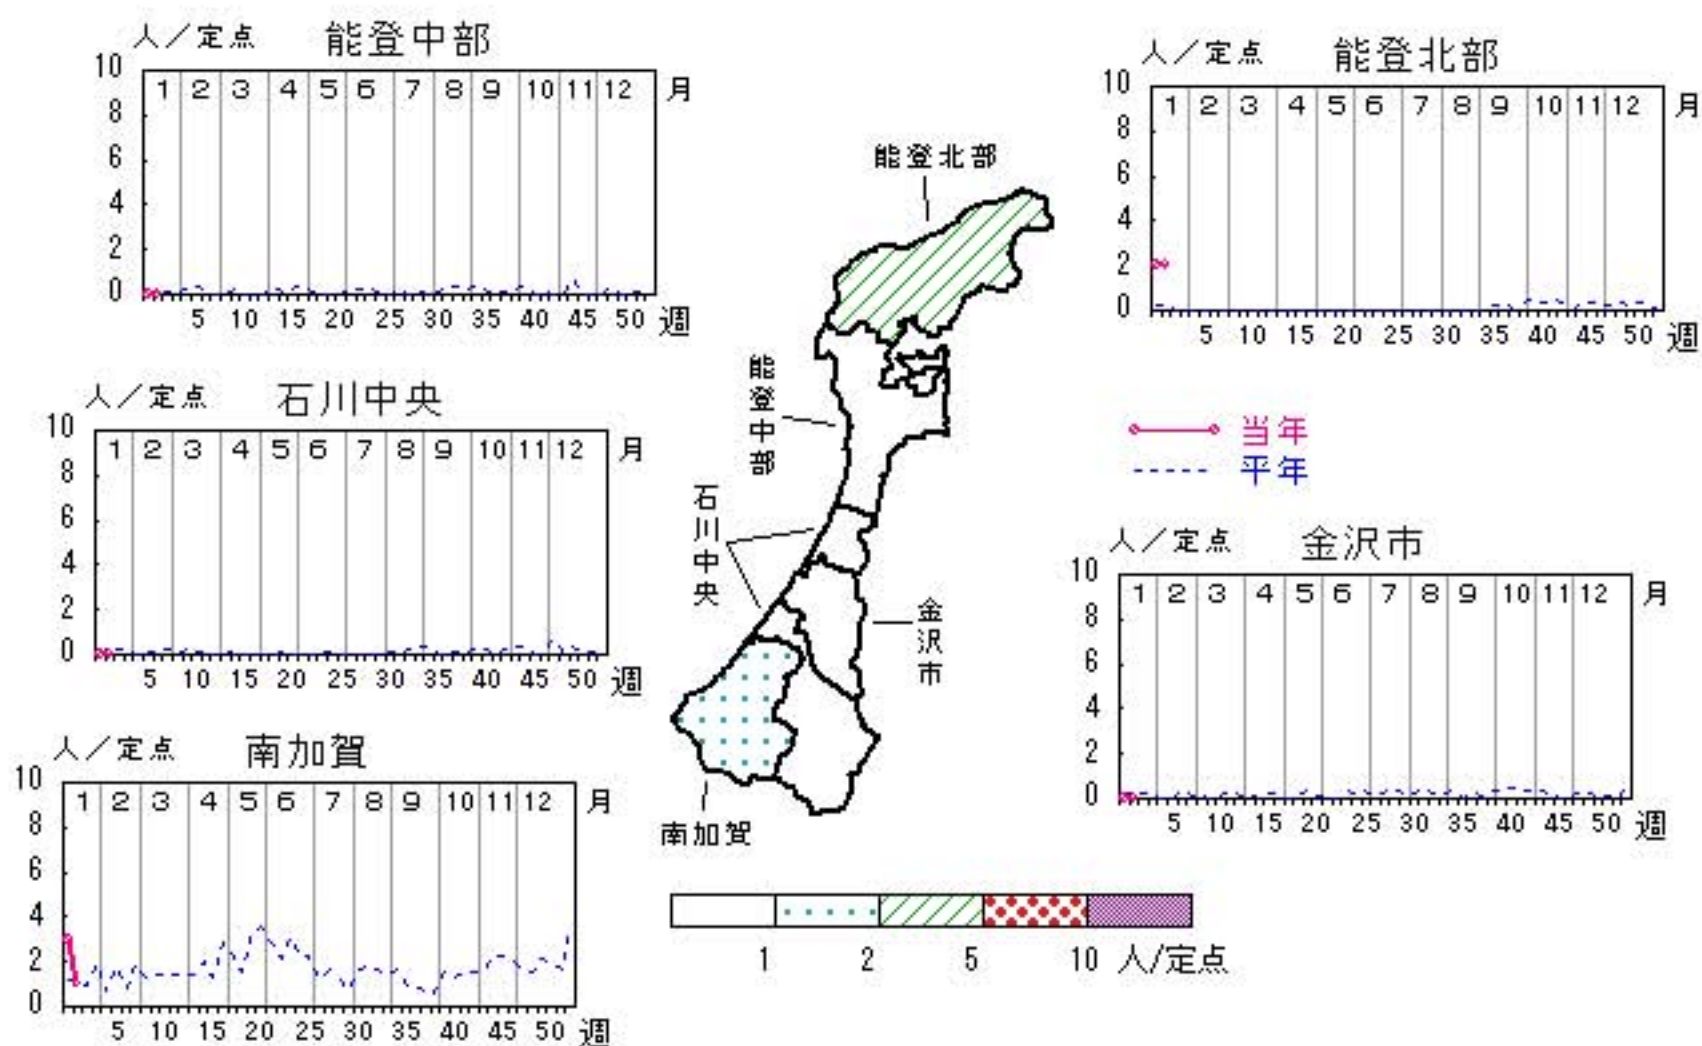 人／定点 能登中部
10 8 6 4 2 0
1 2 3 4 5 6 7 8 9 10 11 12 月
5 10 15 20 25 30 35 40 45 50 週
人／定点 能登北部
10 8 6 4 2 0
1 2 3 4 5 6 7 8 9 10 11 12 月
5 10 15 20 25 30 35 40 45 50 週
人／定点 石川中央
10 8 6 4 2 0
1 2 3 4 5 6 7 8 9 10 11 12 月
5 10 15 20 25 30 35 40 45 50 週
当年
平年
人／定点 金沢市
10 8 6 4 2 0
1 2 3 4 5 6 7 8 9 10 11 12 月
5 10 15 20 25 30 35 40 45 50 週
人／定点 南加賀
10 8 6 4 2 0
1 2 3 4 5 6 7 8 9 10 11 12 月
5 10 15 20 25 30 35 40 45 50 週
能登北部
能登中部
石川中央
金沢市
南加賀
1 2 5 10 人/定点